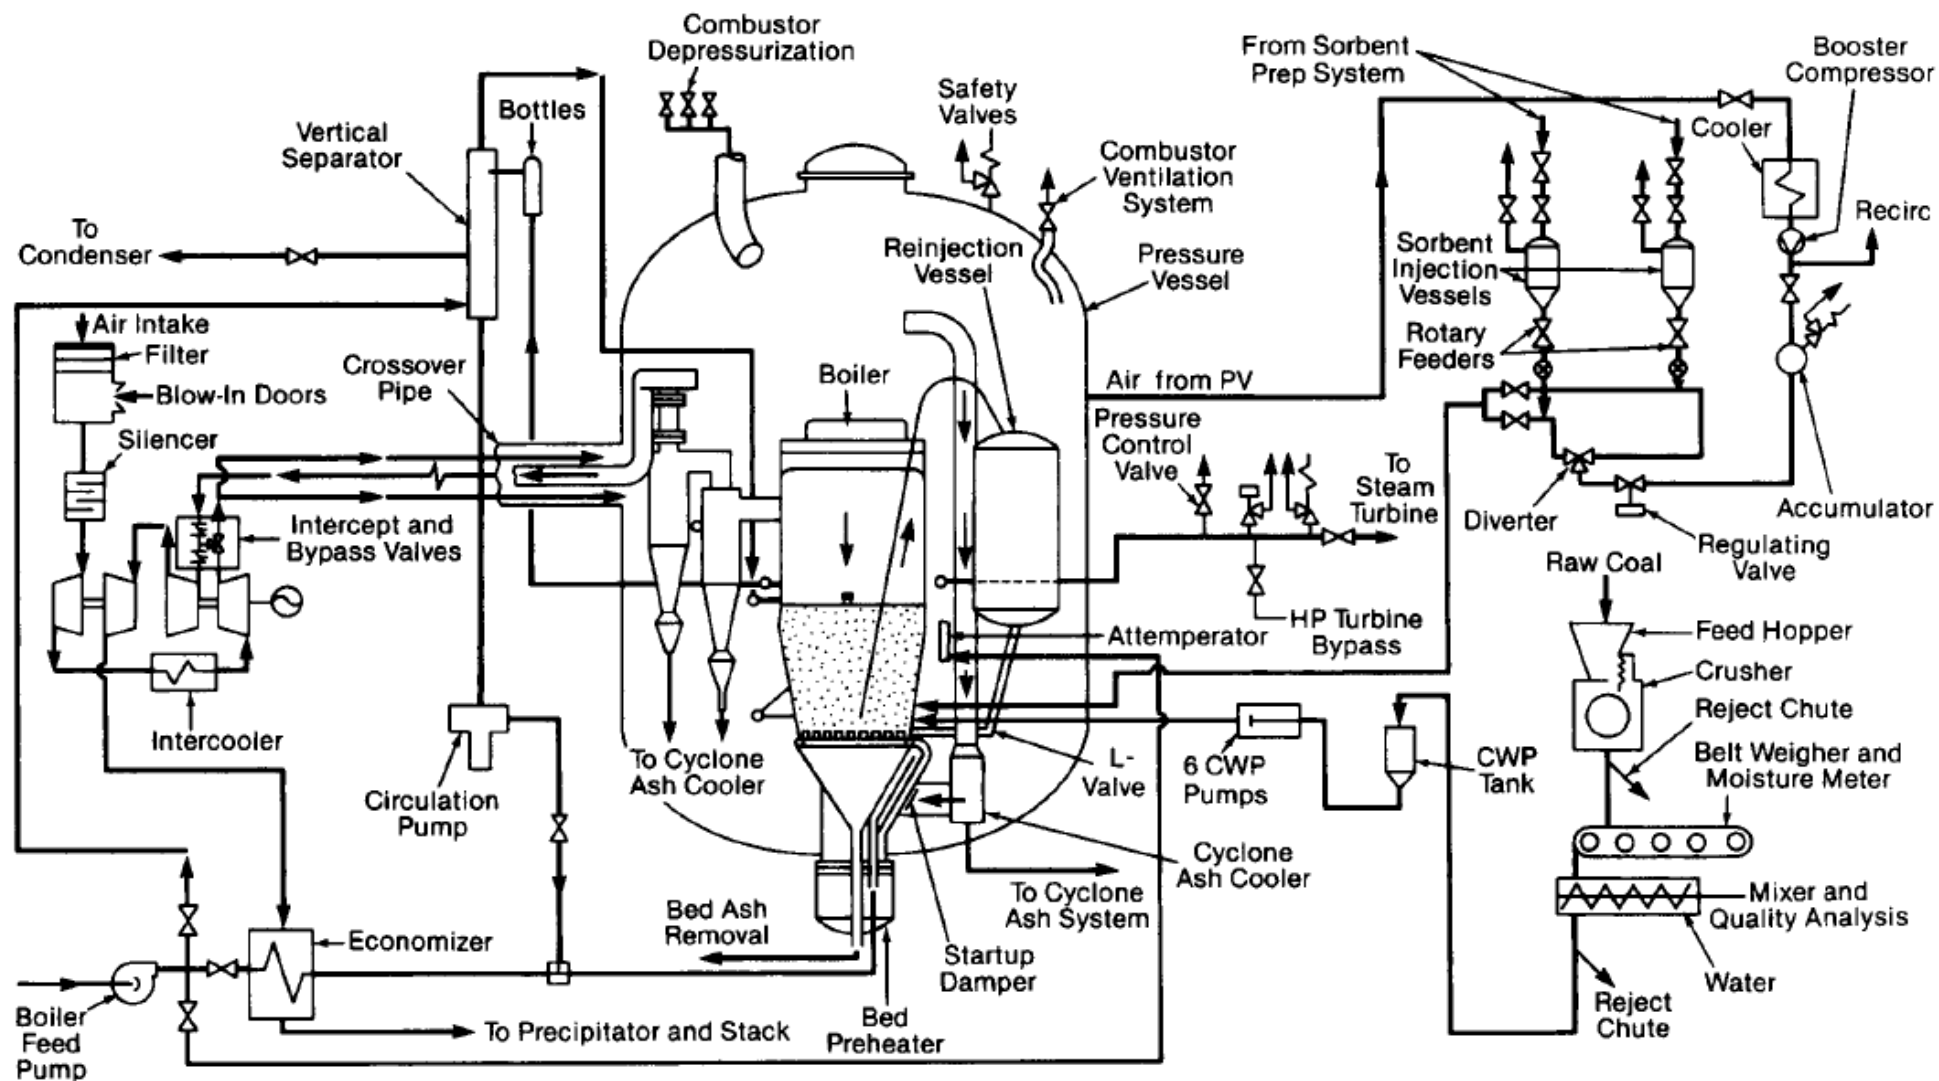 Combustor
Depressurization
Bottles
Vertical
Separator
To
Condenser
Safety
Valves
Combustor
Ventilation
System
Reinjection
Vessel
Pressure
Vessel
From Sorbent
Prep System
Booster
Compressor
Cooler
Recirc
Sorbent
Injection
Vessels
Rotary
Feeders
Air Intake
Filter
Blow-In Doors
Silencer
Crossover
Pipe
Boiler
Air from PV
Pressure
Control
Valve
To
Steam
Turbine
Diverter
Accumulator
Regulating
Valve
Intercept and
Bypass Valves
Raw Coal
Feed Hopper
Crusher
Reject Chute
Belt Weigher and
Moisture Meter
Attemperator
HP Turbine
Bypass
Intercooler
Circulation
Pump
To Cyclone
Ash Cooler
L-
Valve
6 CWP
Pumps
CWP
Tank
Cyclone
Ash Cooler
To Cyclone
Ash System
Mixer and
Quality Analysis
Water
Reject
Chute
Bed Ash
Removal
Startup
Damper
Economizer
Boiler
Feed
Pump
To Precipitator and Stack
Bed
Preheater